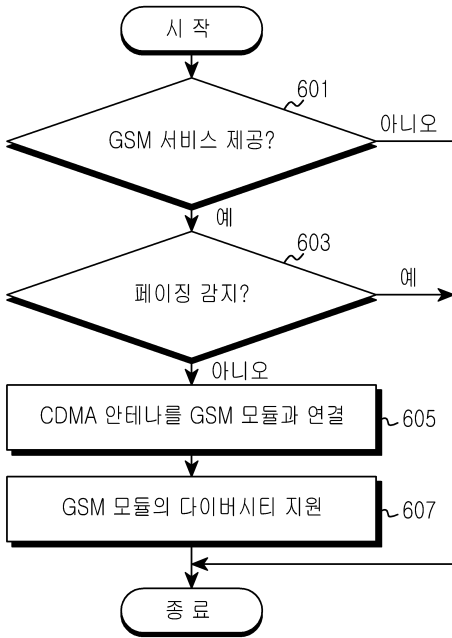 시 작
601
GSM 서비스 제공?
아니오
예
603
페이징 감지?
예
아니오
CDMA 안테나를 GSM 모듈과 연결
605
GSM 모듈의 다이버시티 지원
607
종 료